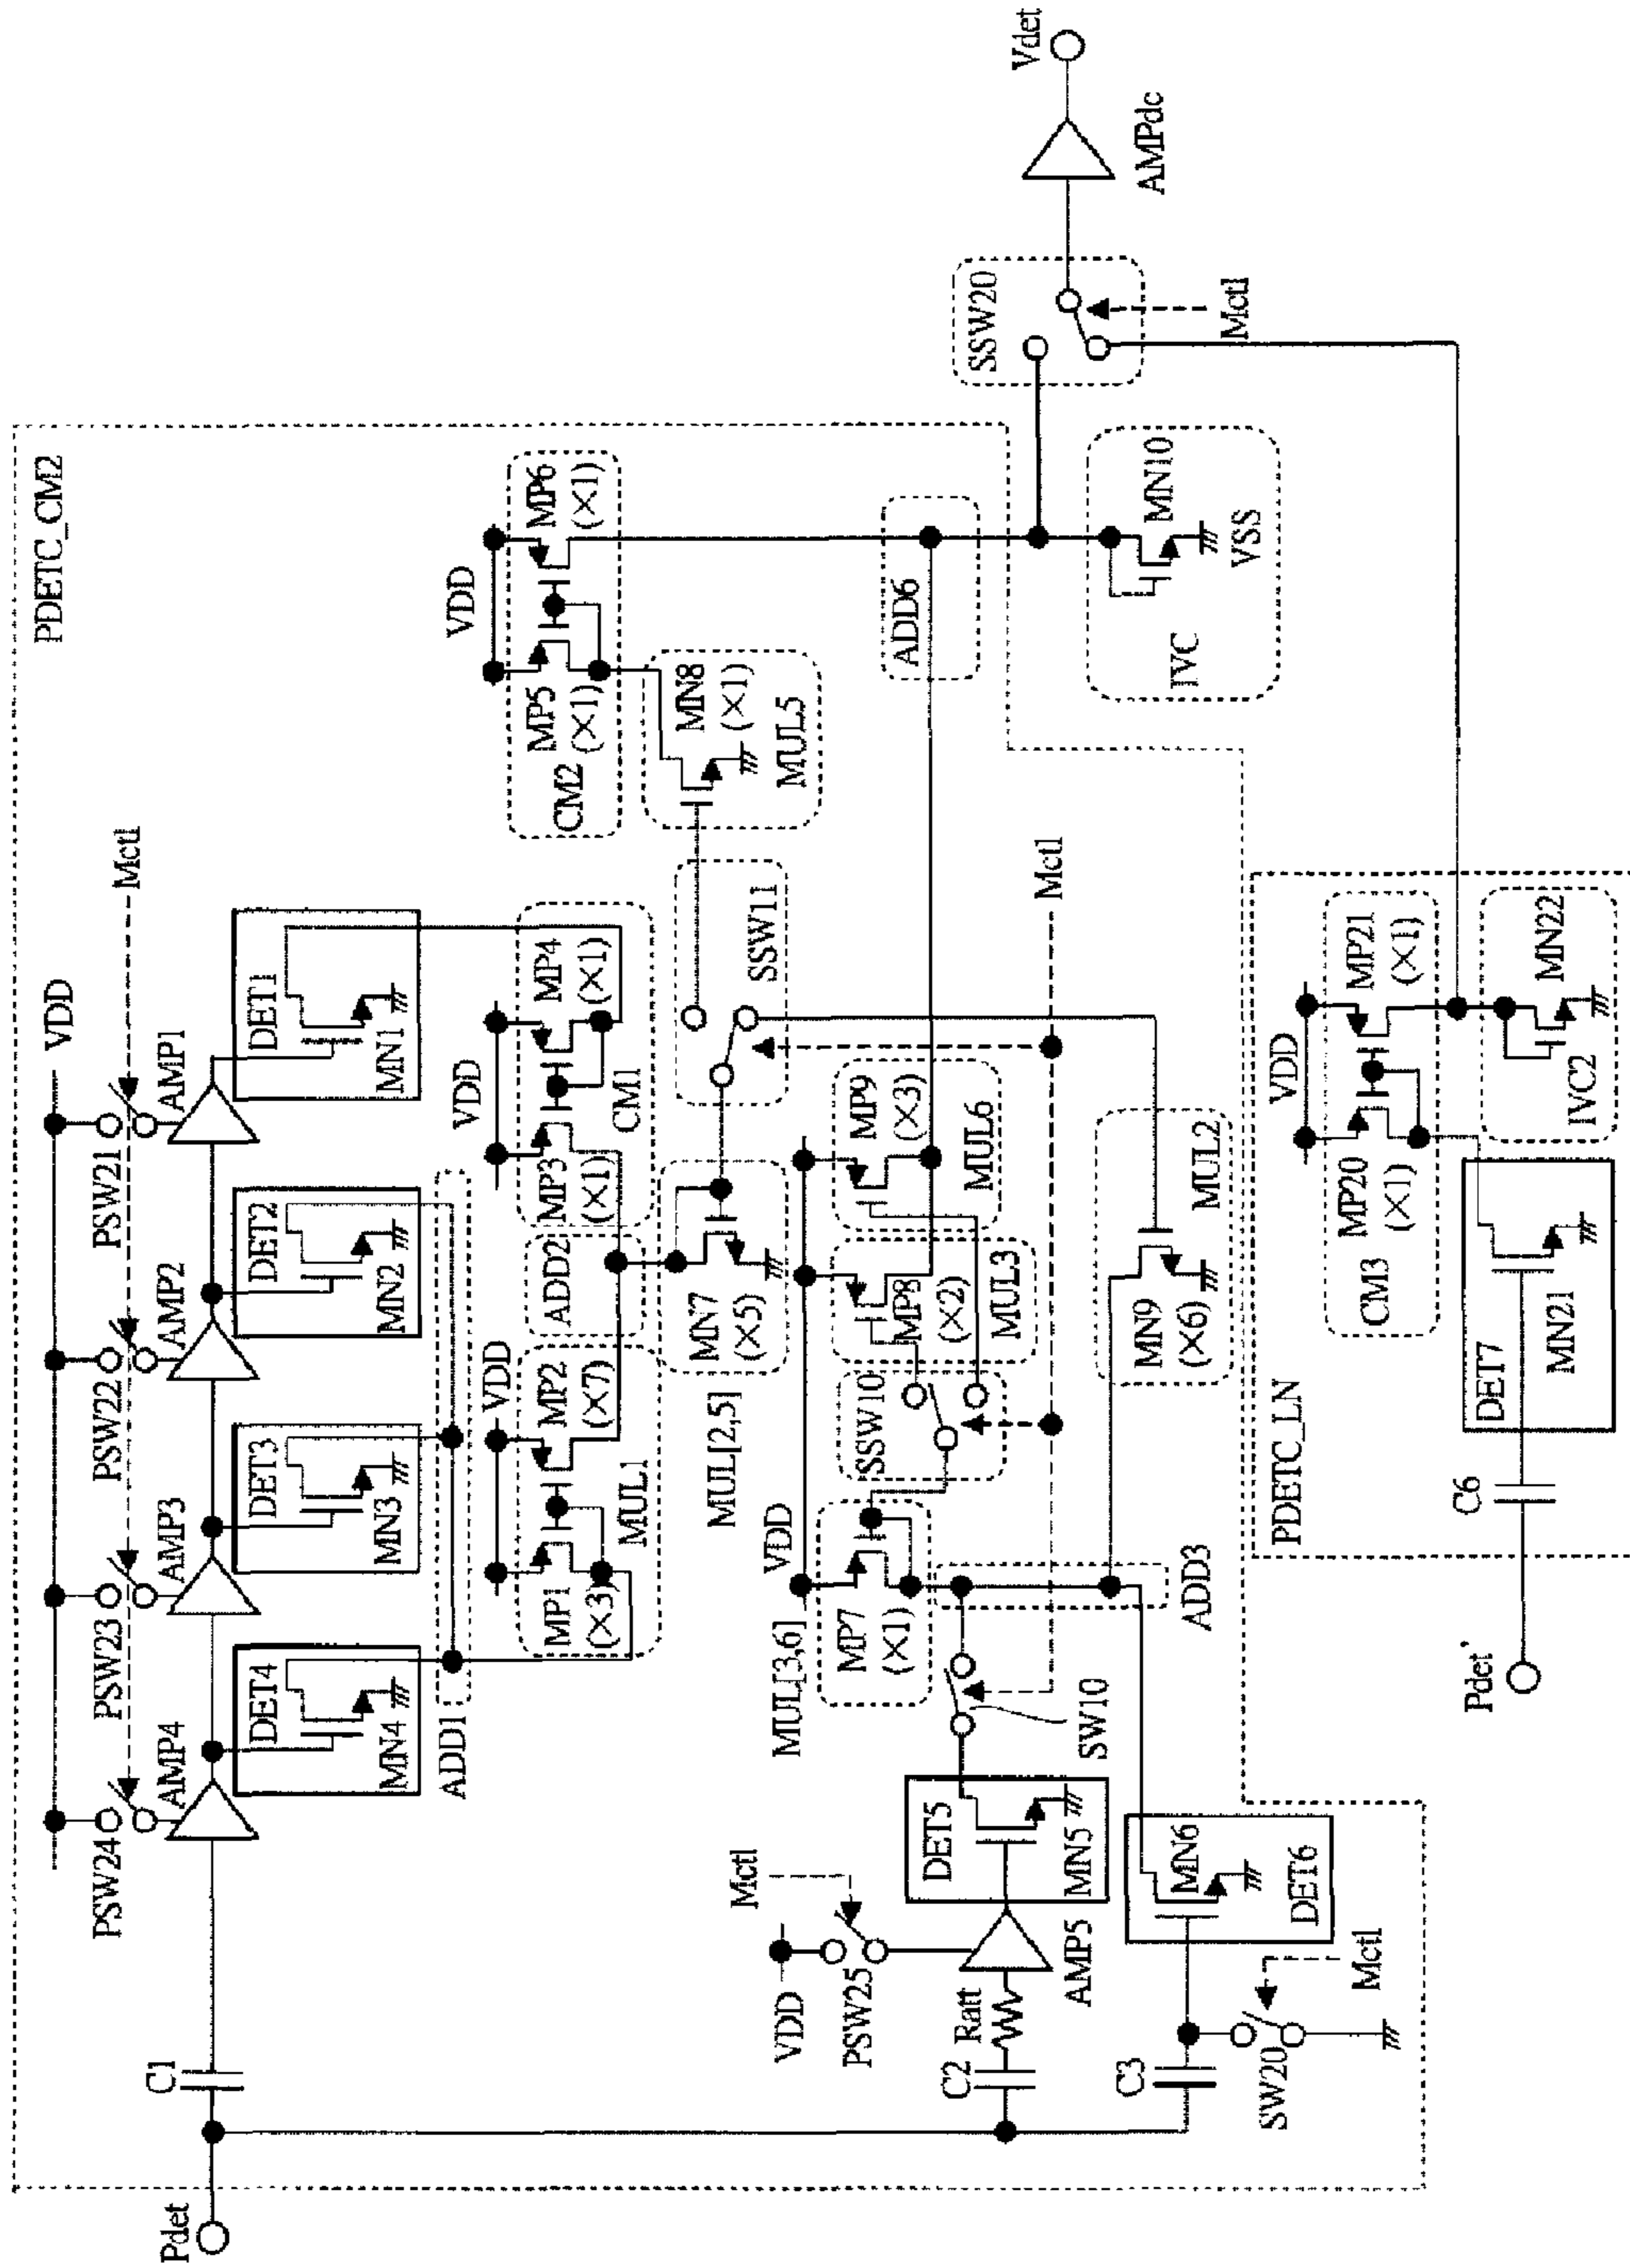 PDETC_CM2
VDD
Mctl
PSW24
PSW23
PSW22
PSW21
AMP4
AMP3
AMP2
AMP1
Pdet
C1
DET4
MN4
DET3
MN3
DET2
MN2
DET1
MN1
ADD1
VDD
VDD
VDD
MP1
(×3)
MP2
(×7)
MUL1
ADD2
MP3
(×1)
MP4
(×1)
CM1
MP5
(×1)
MP6
(×1)
CM2
MN7
(×5)
MUL[2,5]
SSW11
MN8
(×1)
MUL5
Mctl
VDD
PSW25
MUL[3,6]
VDD
MP7
(×1)
SSW10
MP8
(×2)
MUL3
MP9
(×3)
MUL6
Mctl
ADD6
C2
Ratt
AMP5
DET5
MN5
SW10
ADD3
MN9
(×6)
MUL2
IVC
MN10
VSS
SSW20
Mctl
AMPdc
Vdet
C3
SW20
Mctl
MN6
DET6
PDETC_LN
VDD
MP20
(×1)
MP21
(×1)
CM3
Pdet'
C6
DET7
MN21
MN22
IVC2